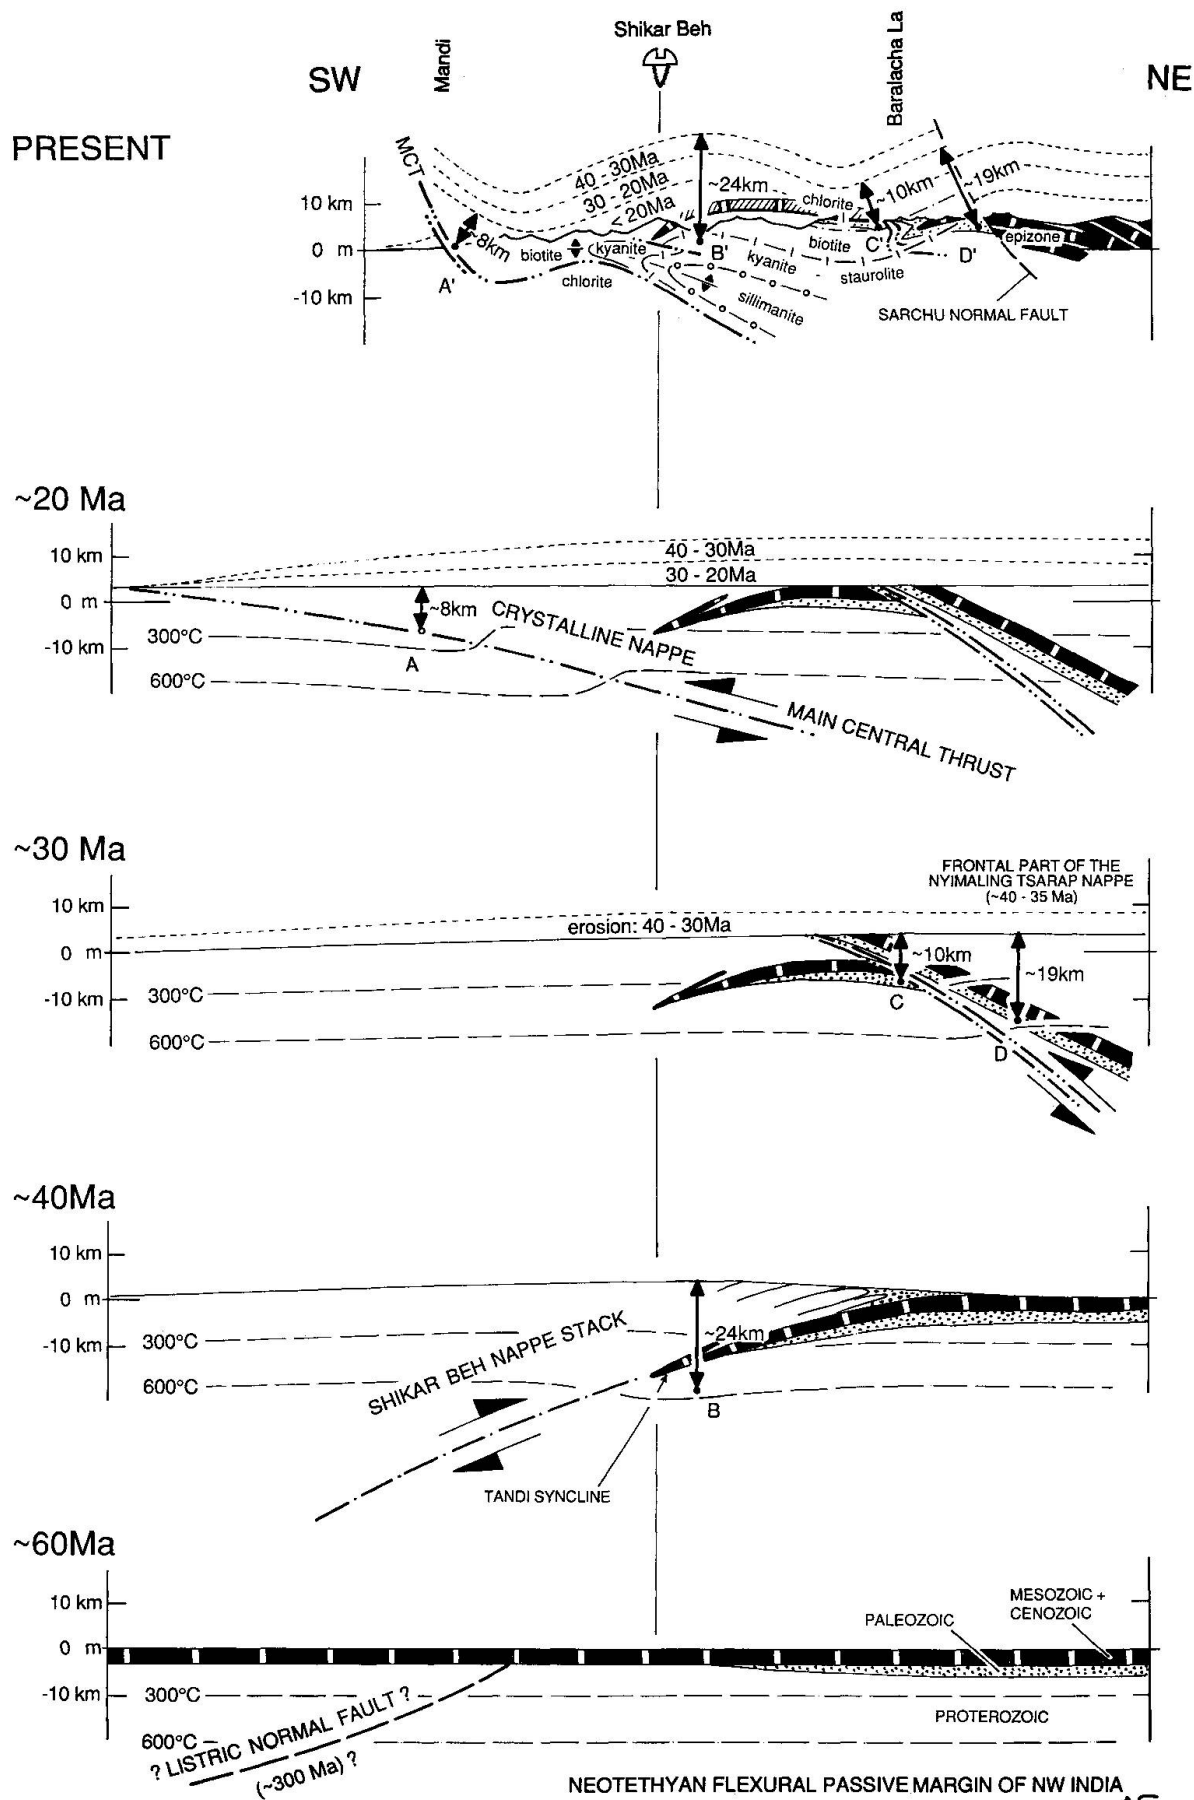 Shikar Beh
Mandi
Baralacha La
SW
NE
PRESENT
MCT
40 - 30Ma
30 - 20Ma
< 20Ma
~24km
chlorite
~10km
~19km
10 km
0 m
-10 km
~8km
biotite
kyanite
B'
kyanite
biotite
C'
D'
epizone
A'
chlorite
sillimanite
staurolite
SARCHU NORMAL FAULT
~20 Ma
10 km
40 - 30Ma
30 - 20Ma
0 m
~8km
CRYSTALLINE NAPPE
300°C
-10 km
A
600°C
MAIN CENTRAL THRUST
~30 Ma
FRONTAL PART OF THE
NYIMALING TSARAP NAPPE
(~40 - 35 Ma)
10 km
erosion: 40 - 30Ma
0 m
~10km
~19km
300°C
-10 km
C
600°C
D
~40Ma
10 km
0 m
300°C
-10 km
~24km
SHIKAR BEH NAPPE STACK
600°C
B
TANDI SYNCLINE
~60Ma
10 km
MESOZOIC +
CENOZOIC
PALEOZOIC
0 m
-10 km
300°C
PROTEROZOIC
600°C
? LISTRIC NORMAL FAULT ?
(~300 Ma) ?
NEOTETHYAN FLEXURAL PASSIVE MARGIN OF NW INDIA